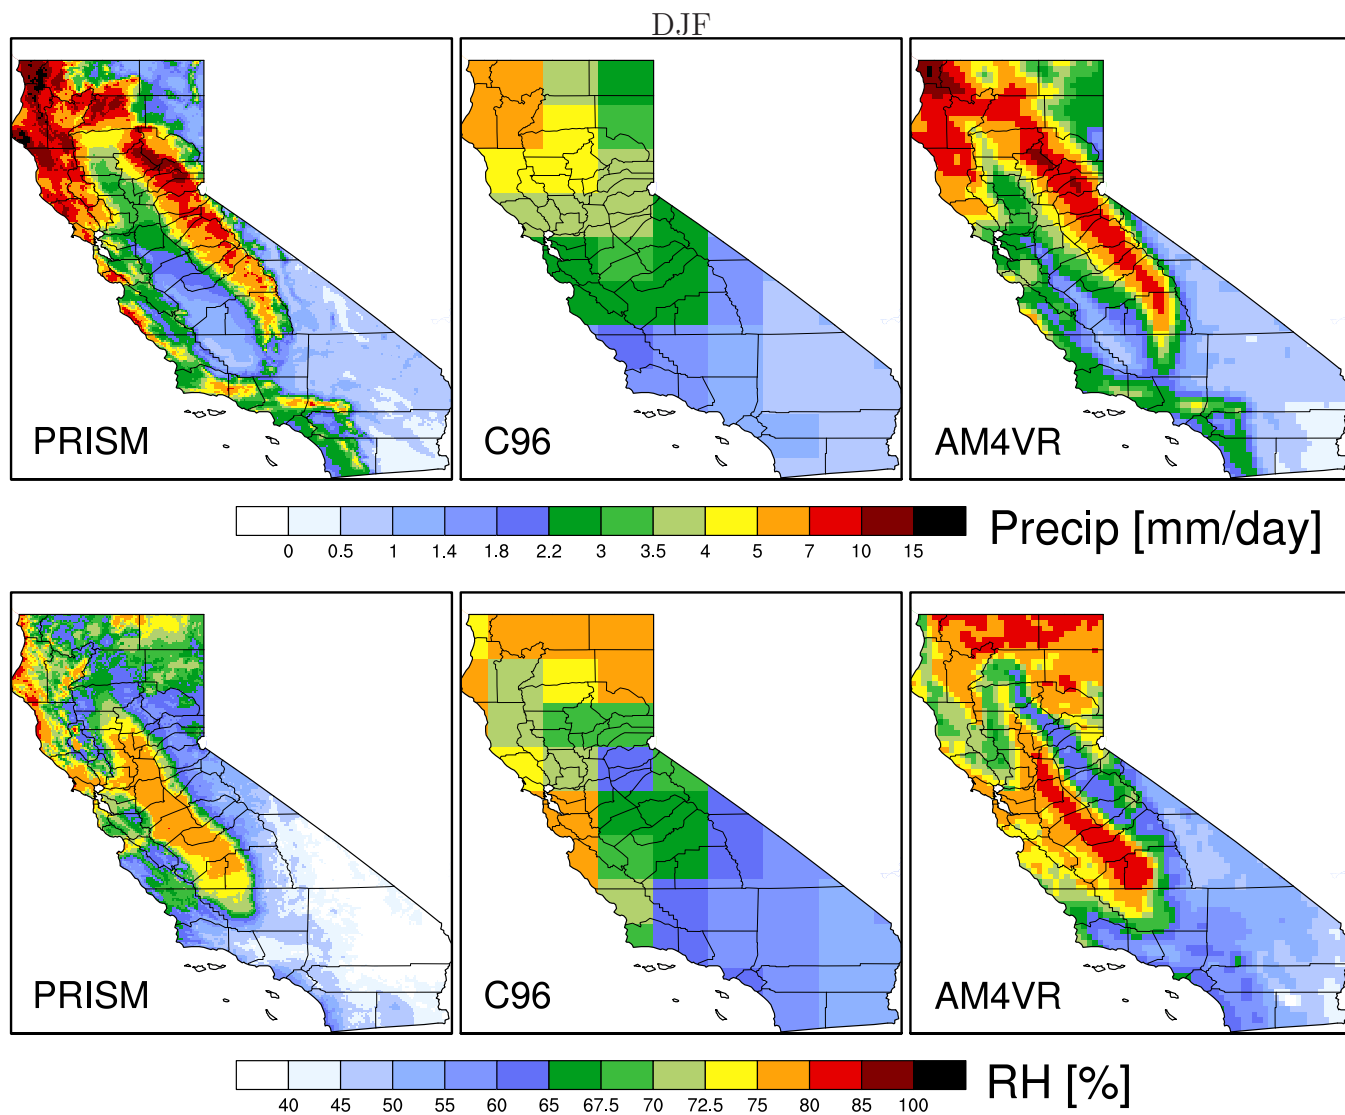 DJF
PRISM C96 AM4VR
0 0.5 1 1.4 1.8 2.2 3 3.5 4 5 7 10 15 Precip [mm/day]
PRISM C96 AM4VR
40 45 50 55 60 65 67.5 70 72.5 75 80 85 100 RH [%]